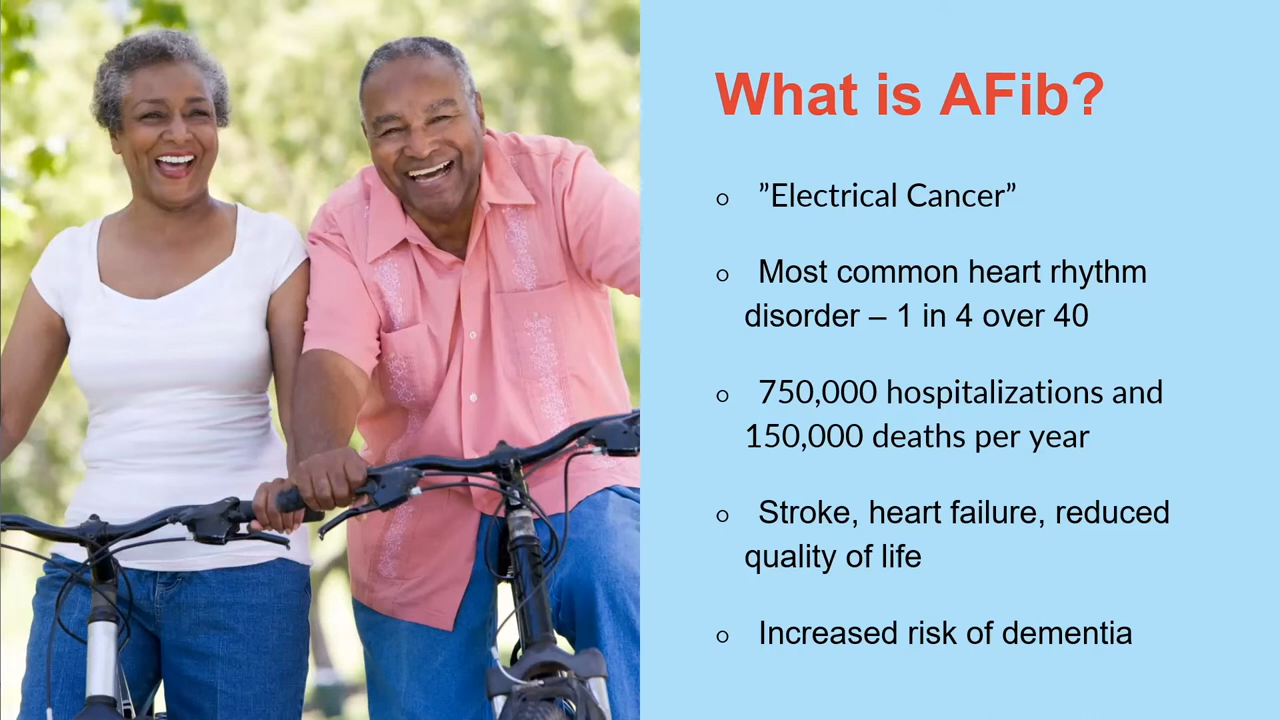 What is AFib?
○ ”Electrical Cancer”
○ Most common heart rhythm
disorder – 1 in 4 over 40
○ 750,000 hospitalizations and
150,000 deaths per year
○ Stroke, heart failure, reduced
quality of life
○ Increased risk of dementia